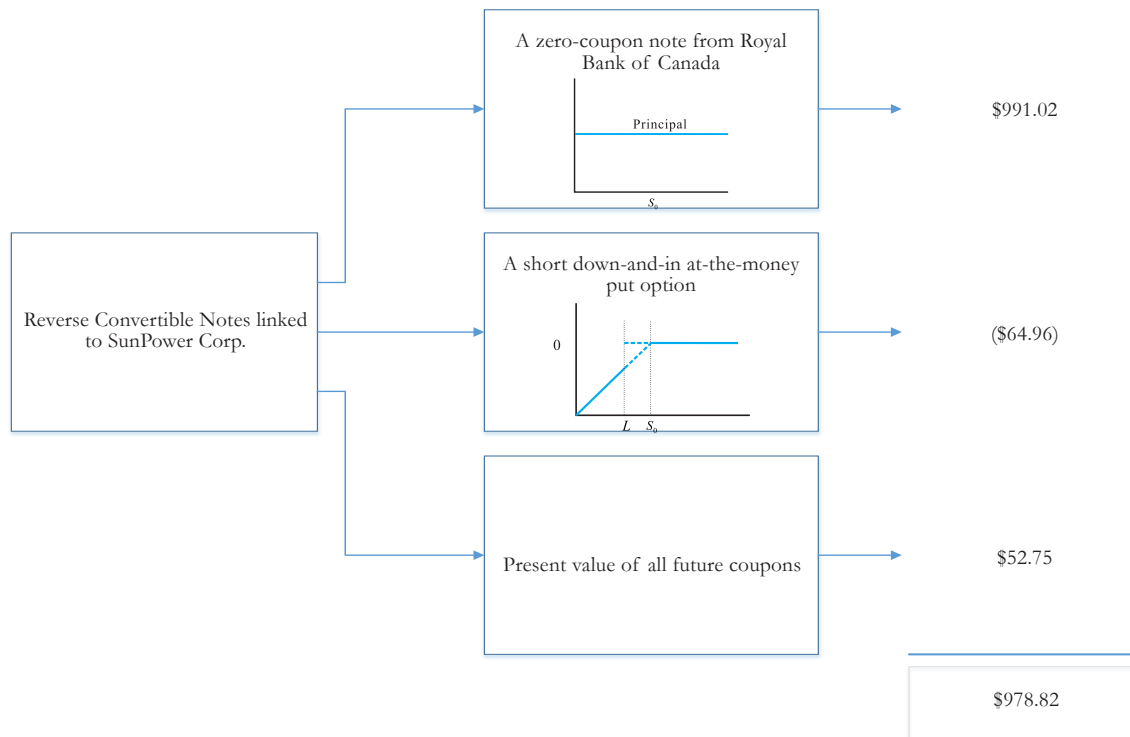 A zero-coupon note from Royal
Bank of Canada
Principal
S₀
$991.02
Reverse Convertible Notes linked
to SunPower Corp.
A short down-and-in at-the-money
put option
0
L S₀
($64.96)
Present value of all future coupons
$52.75
$978.82